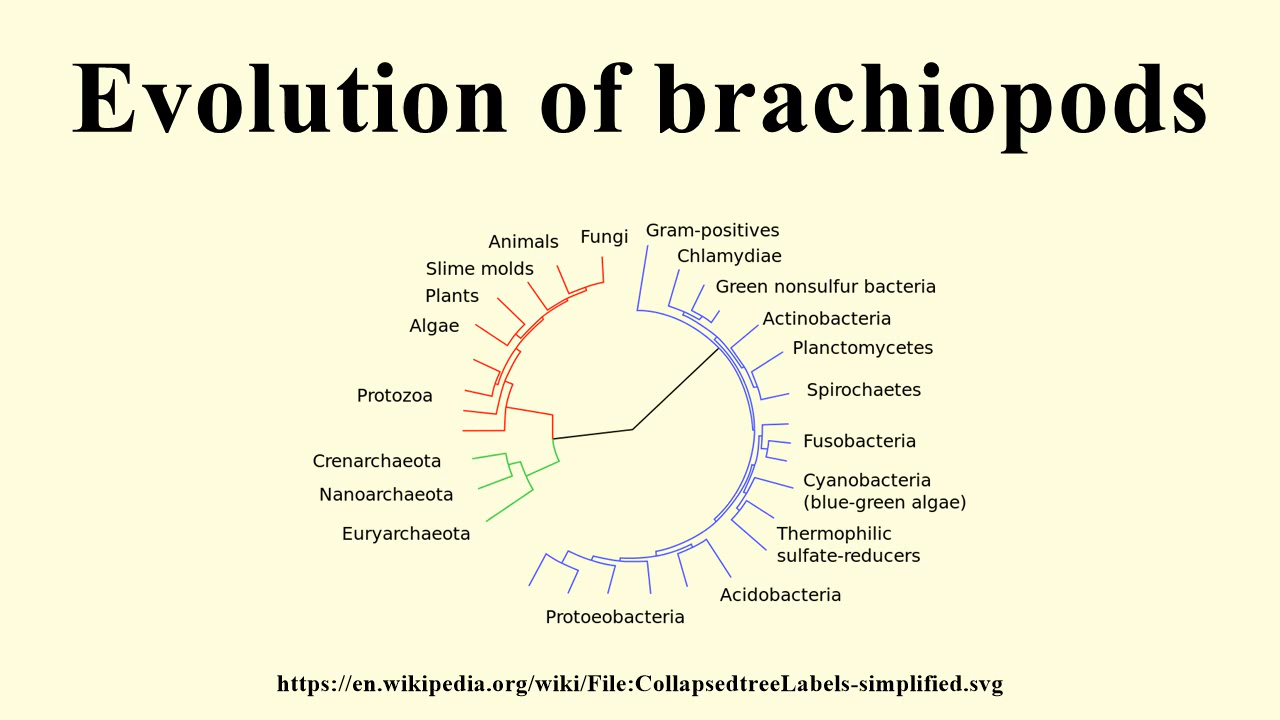 Evolution of brachiopods
Fungi
Animals
Slime molds
Plants
Algae
Protozoa
Crenarchaeota
Nanoarchaeota
Euryarchaeota
Gram-positives
Chlamydiae
Green nonsulfur bacteria
Actinobacteria
Planctomycetes
Spirochaetes
Fusobacteria
Cyanobacteria
(blue-green algae)
Thermophilic
sulfate-reducers
Acidobacteria
Protoeobacteria
https://en.wikipedia.org/wiki/File:CollapsedtreeLabels-simplified.svg